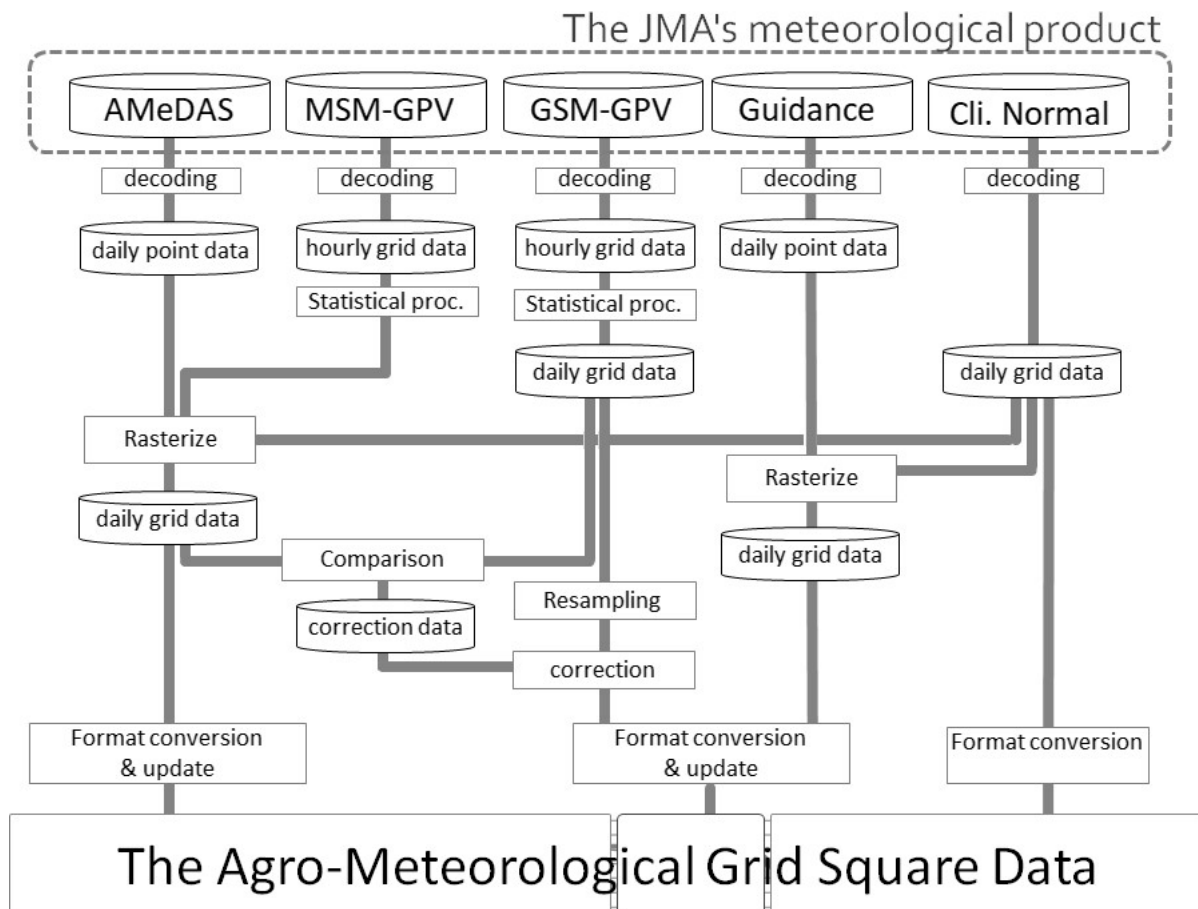 The JMA's meteorological product
AMeDAS
MSM-GPV
GSM-GPV
Guidance
Cli. Normal
decoding
decoding
decoding
decoding
decoding
daily point data
hourly grid data
hourly grid data
daily point data
Statistical proc.
Statistical proc.
daily grid data
daily grid data
Rasterize
Rasterize
daily grid data
Comparison
daily grid data
Resampling
correction data
correction
Format conversion
& update
Format conversion
& update
Format conversion
The Agro-Meteorological Grid Square Data